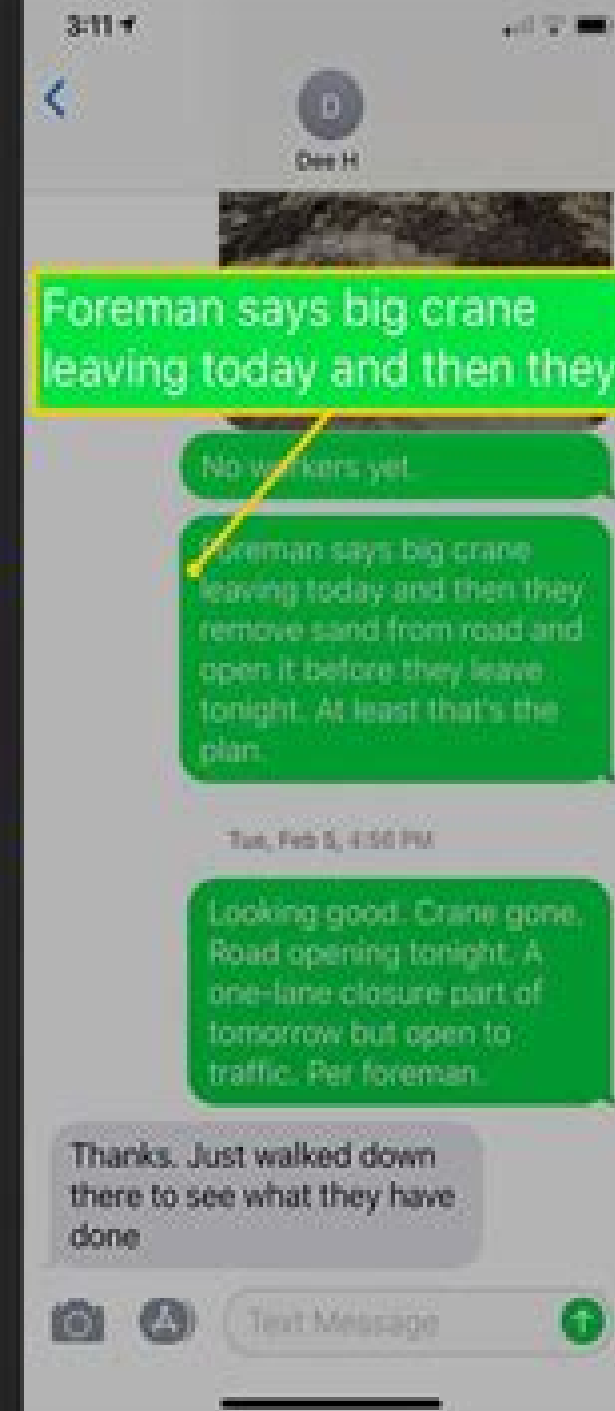 3:11
D
Dee H
Foreman says big crane
leaving today and then they
No workers yet.
Foreman says big crane
leaving today and then they
remove sand from road and
open it before they leave
tonight. At least that's the
plan.
Tue, Feb 5, 4:56 PM
Looking good. Crane gone.
Road opening tonight. A
one-lane closure part of
tomorrow but open to
traffic. Per foreman.
Thanks. Just walked down
there to see what they have
done
Text Message